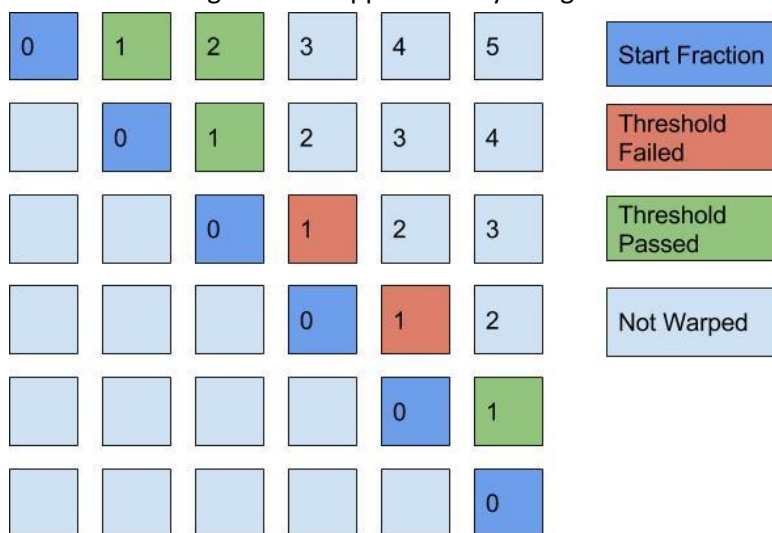 0 1 2 3 4 5 Start Fraction
0 1 2 3 4 Threshold
Failed
0 1 2 3 Threshold
Passed
0 1 2 Not Warped
0 1
0